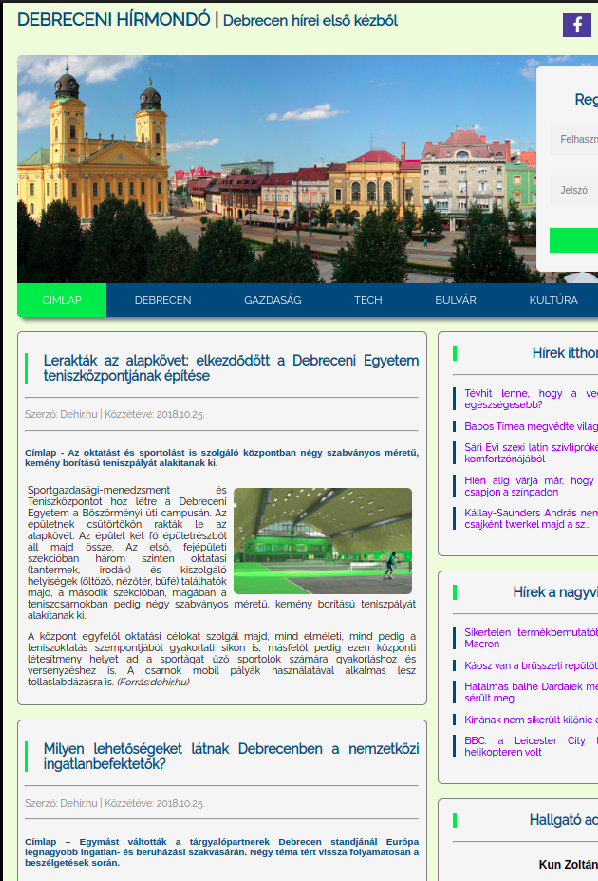 DEBRECENI HÍRMONDÓ | Debrecen hírei első kézből
Reg
Felhaszn
Jelszó
CÍMLAP DEBRECEN GAZDASÁG TECH EULVÁR KULTÚRA
Lerakták az alapkövet: elkezdődött a Debreceni Egyetem
teniszközpontjának építése
Szerző: Dehir.hu | Közzétéve: 2018.10.25.
Címlap - Az oktatást és sportolást is szolgáló központban négy szabványos méretű,
kemény borítású teniszpályát alakítanak ki.
Sportgazdasági-menedzsment és
Teniszközpontot hoz létre a Debreceni
Egyetem a Böszörményi úti campusán. Az
épületnek csütörtökön rakták le az
alapkövét. Az épület két fő épületrészből
áll majd össze. Az első, fejépületi
szekcióban három szinten oktatási
(tantermek, irodák) és kiszolgáló
helyiségek (öltöző, nézőtér, büfé) találhatók
majd, a második szekcióban, magában a
teniszcsarnokban pedig négy szabványos méretű, kemény borítású teniszpályát
alakítanak ki.
A központ egyfelől oktatási célokat szolgál majd, mind elméleti, mind pedig a
teniszoktatás szempontjából gyakorlati síkon is, másfelől pedig ezen központi
létesítmény helyet ad a sportágat űző sportolók számára gyakorláshoz és
versenyzéshez is. A csarnok mobil pályák használatával alkalmas lesz
tollaslabdázásra is. (Forrás:dehir.hu)
Milyen lehetőségeket látnak Debrecenben a nemzetközi
ingatlanbefektetők?
Szerző: Dehir.hu | Közzétéve: 2018.10.25.
Címlap – Egymást váltották a tárgyalópartnerek Debrecen standjánál Európa
legnagyobb ingatlan- és beruházási szakvásárán. Négy téma tért vissza folyamatosan a
beszélgetések során.
Hírek itthor
Tévhit lenne, hogy a ve
egészségesebb?
Babos Tímea megvédte világ
Sári Évi szexi latin szívlipróké
komfortzónájából
Hien alig várja már, hogy
csapjon a színpadon
Kállay-Saunders András nem
csajként twerkel majd a sz...
Hírek a nagyvi
Sikertelen termékbemutatót
Macron
Káosz van a brüsszeli repülőt
Hatalmas balhé Dárdaiék me
sérült meg
Kínának nem sikerült kilőnie
BBC: a Leicester City
helikopteren volt
Hallgató ad
Kun Zoltán